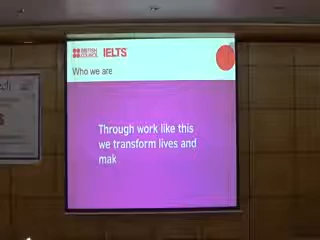 BRITISH
COUNCIL
IELTS
Who we are
Through work like this
we transform lives and
mak